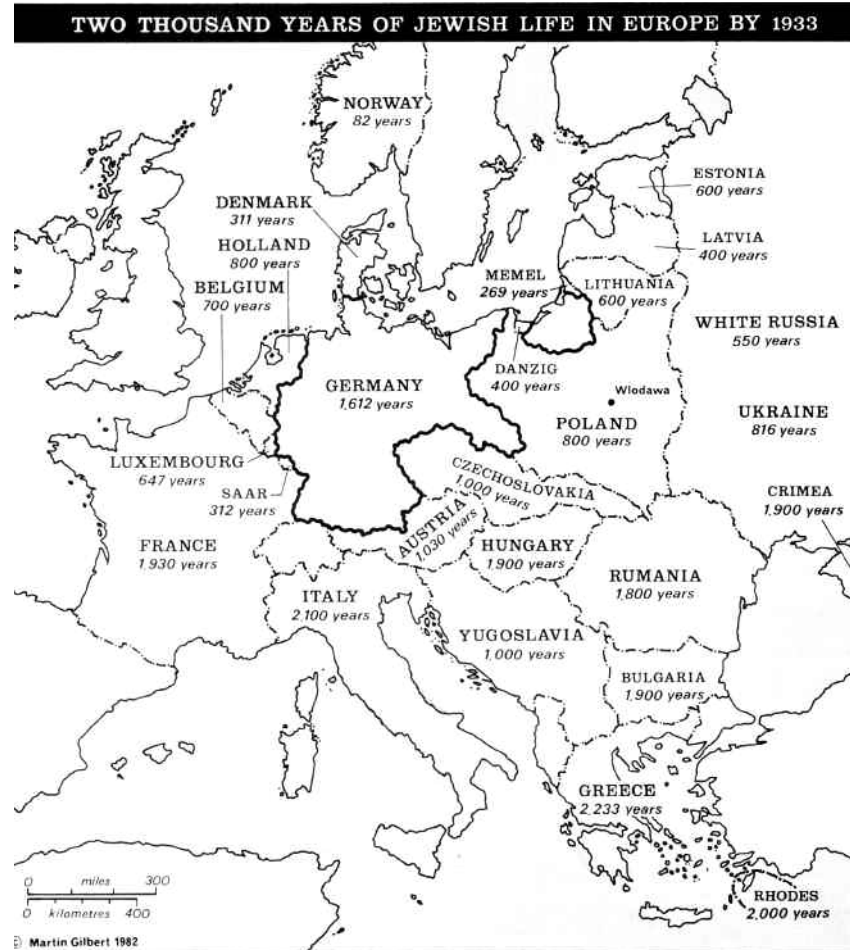 TWO THOUSAND YEARS OF JEWISH LIFE IN EUROPE BY 1933
NORWAY
82 years
ESTONIA
600 years
DENMARK
311 years
HOLLAND
800 years
LATVIA
400 years
BELGIUM
700 years
MEMEL
269 years
LITHUANIA
600 years
WHITE RUSSIA
550 years
DANZIG
400 years
GERMANY
1,612 years
Wlodawa
POLAND
800 years
UKRAINE
816 years
LUXEMBOURG
647 years
CZECHOSLOVAKIA
1,000 years
SAAR
312 years
CRIMEA
1,900 years
AUSTRIA
1,030 years
FRANCE
1,930 years
HUNGARY
1,900 years
RUMANIA
1,800 years
ITALY
2,100 years
YUGOSLAVIA
1,000 years
BULGARIA
1,900 years
GREECE
2,233 years
RHODES
2,000 years
0 miles 300
0 kilometres 400
© Martin Gilbert 1982